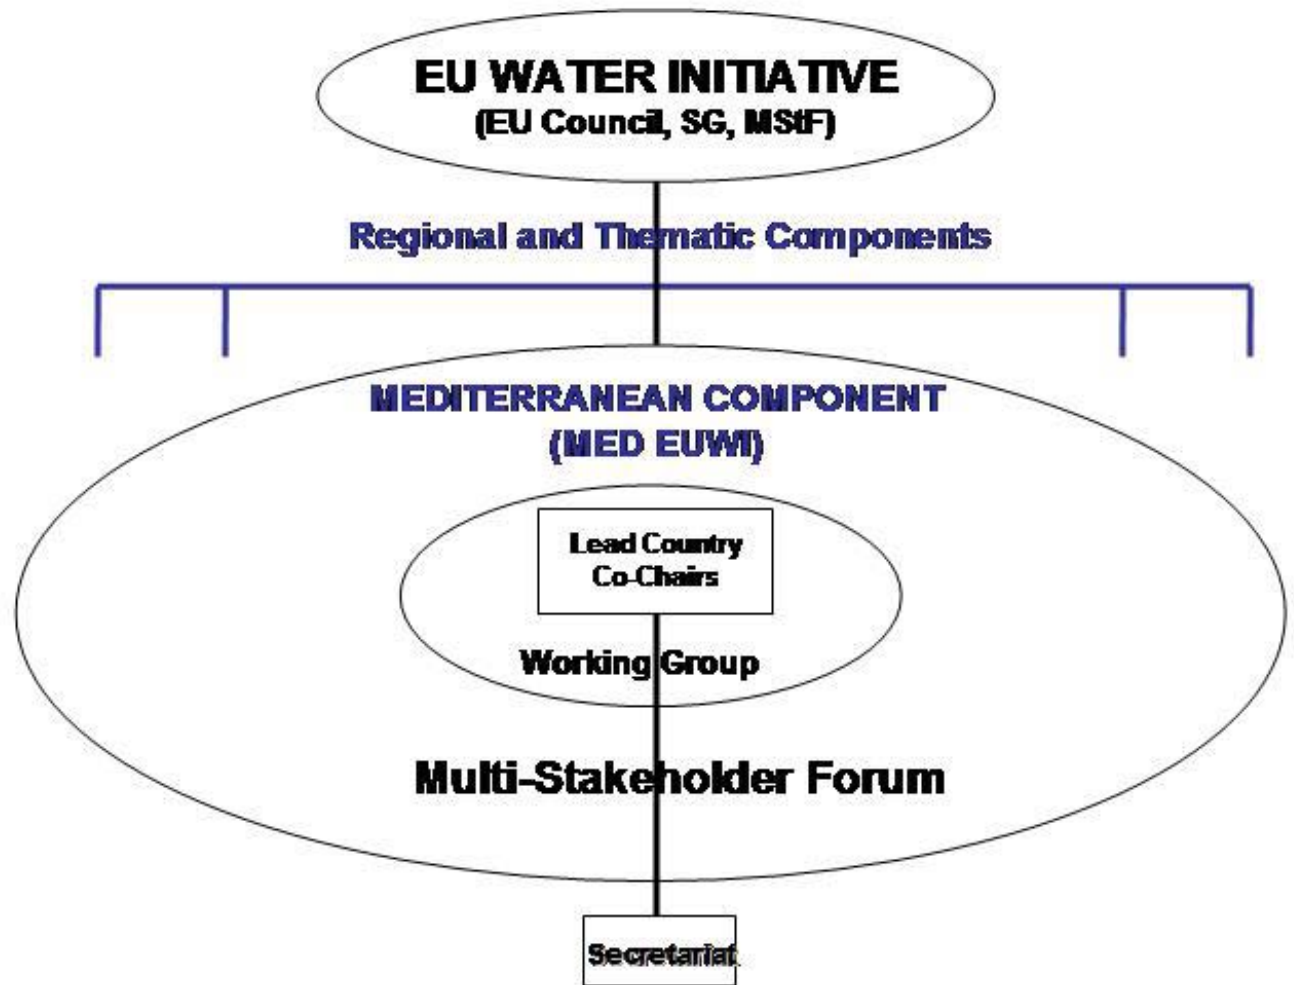 EU WATER INITIATIVE
(EU Council, SG, MStF)
Regional and Thematic Components
MEDITERRANEAN COMPONENT
(MED EUWI)
Lead Country
Co-Chairs
Working Group
Multi-Stakeholder Forum
Secretariat